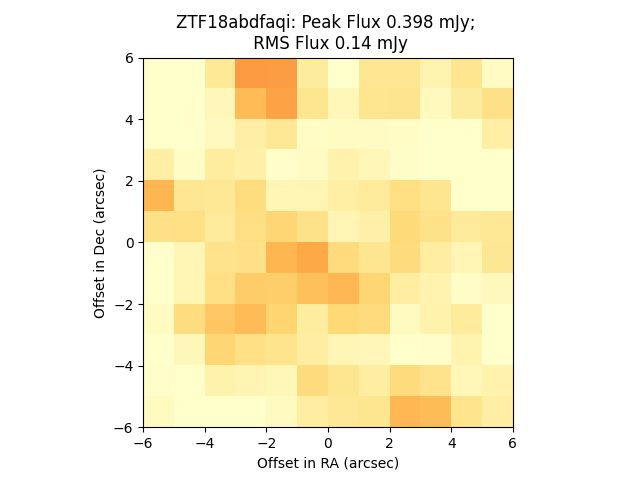 ZTF18abdfaqi: Peak Flux 0.398 mJy;
RMS Flux 0.14 mJy
6
4
2
0
−2
−4
−6
Offset in Dec (arcsec)
−6 −4 −2 0 2 4 6
Offset in RA (arcsec)